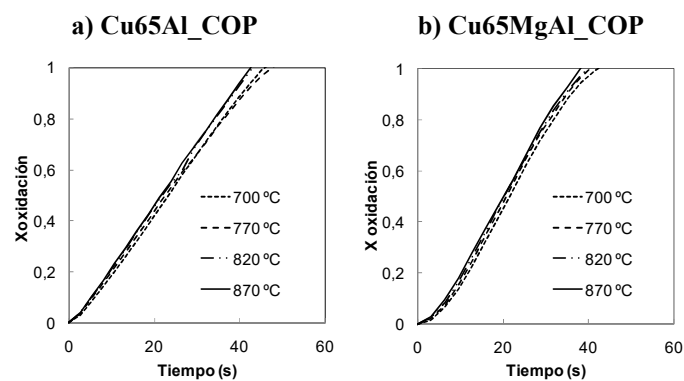 a) Cu65Al_COP
b) Cu65MgAl_COP
1
0,8
0,6
0,4
0,2
0
Xoxidación
700 ºC
770 ºC
820 ºC
870 ºC
0
20
40
60
Tiempo (s)
1
0,8
0,6
0,4
0,2
0
X oxidación
700 ºC
770 ºC
820 ºC
870 ºC
0
20
40
60
Tiempo (s)